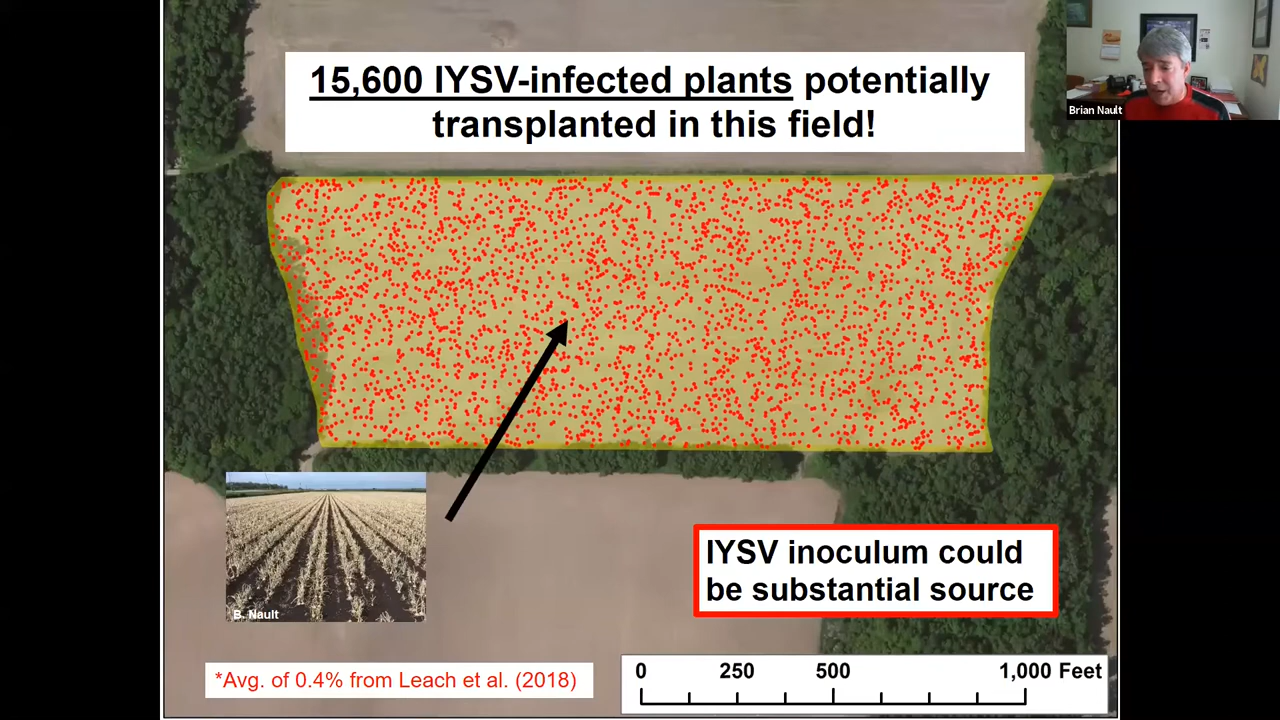 15,600 IYSV-infected plants potentially
transplanted in this field!
Brian Nault
B. Nault
IYSV inoculum could
be substantial source
*Avg. of 0.4% from Leach et al. (2018)
0 250 500 1,000 Feet